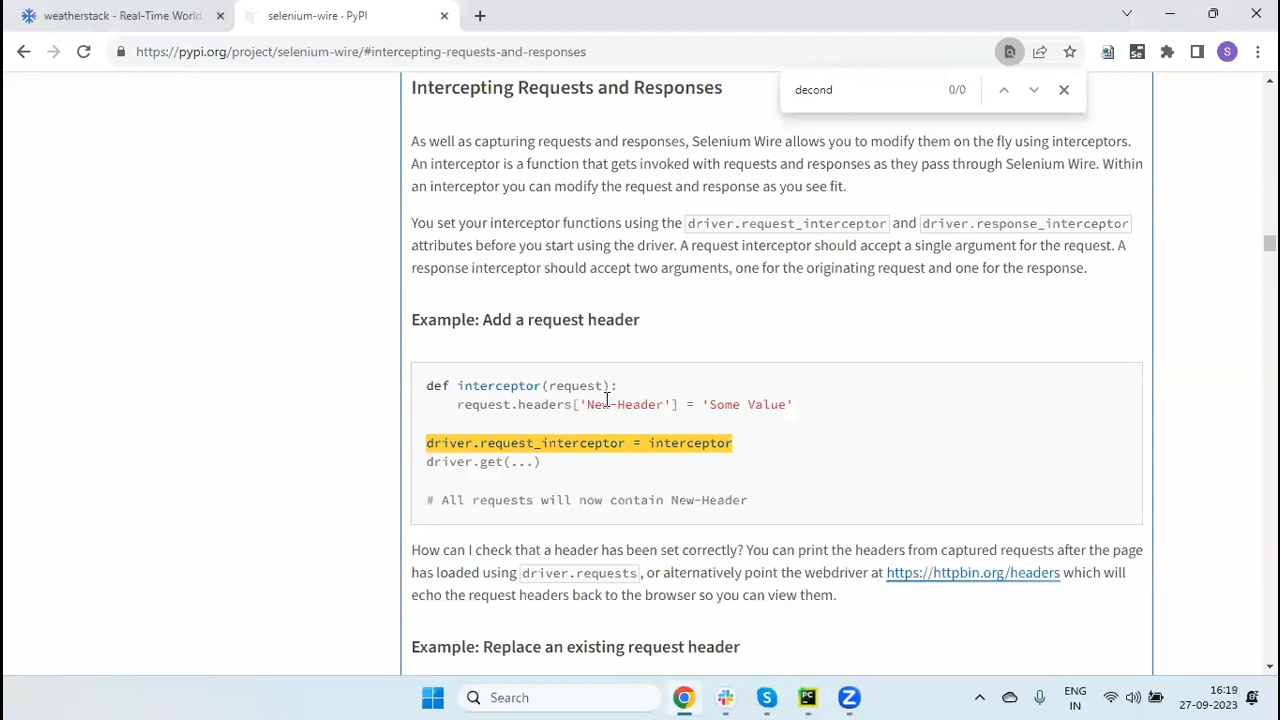 weatherstack - Real-Time World
selenium-wire · PyPI
https://pypi.org/project/selenium-wire/#intercepting-requests-and-responses
Se
S
decond
0/0
Intercepting Requests and Responses
As well as capturing requests and responses, Selenium Wire allows you to modify them on the fly using interceptors.
An interceptor is a function that gets invoked with requests and responses as they pass through Selenium Wire. Within
an interceptor you can modify the request and response as you see fit.
You set your interceptor functions using the driver.request_interceptor and driver.response_interceptor
attributes before you start using the driver. A request interceptor should accept a single argument for the request. A
response interceptor should accept two arguments, one for the originating request and one for the response.
Example: Add a request header
def interceptor(request):
request.headers['New-Header'] = 'Some Value'
driver.request_interceptor = interceptor
driver.get(...)
# All requests will now contain New-Header
How can I check that a header has been set correctly? You can print the headers from captured requests after the page
has loaded using driver.requests, or alternatively point the webdriver at https://httpbin.org/headers which will
echo the request headers back to the browser so you can view them.
Example: Replace an existing request header
Search
PC
ENG
IN
16:19
27-09-2023